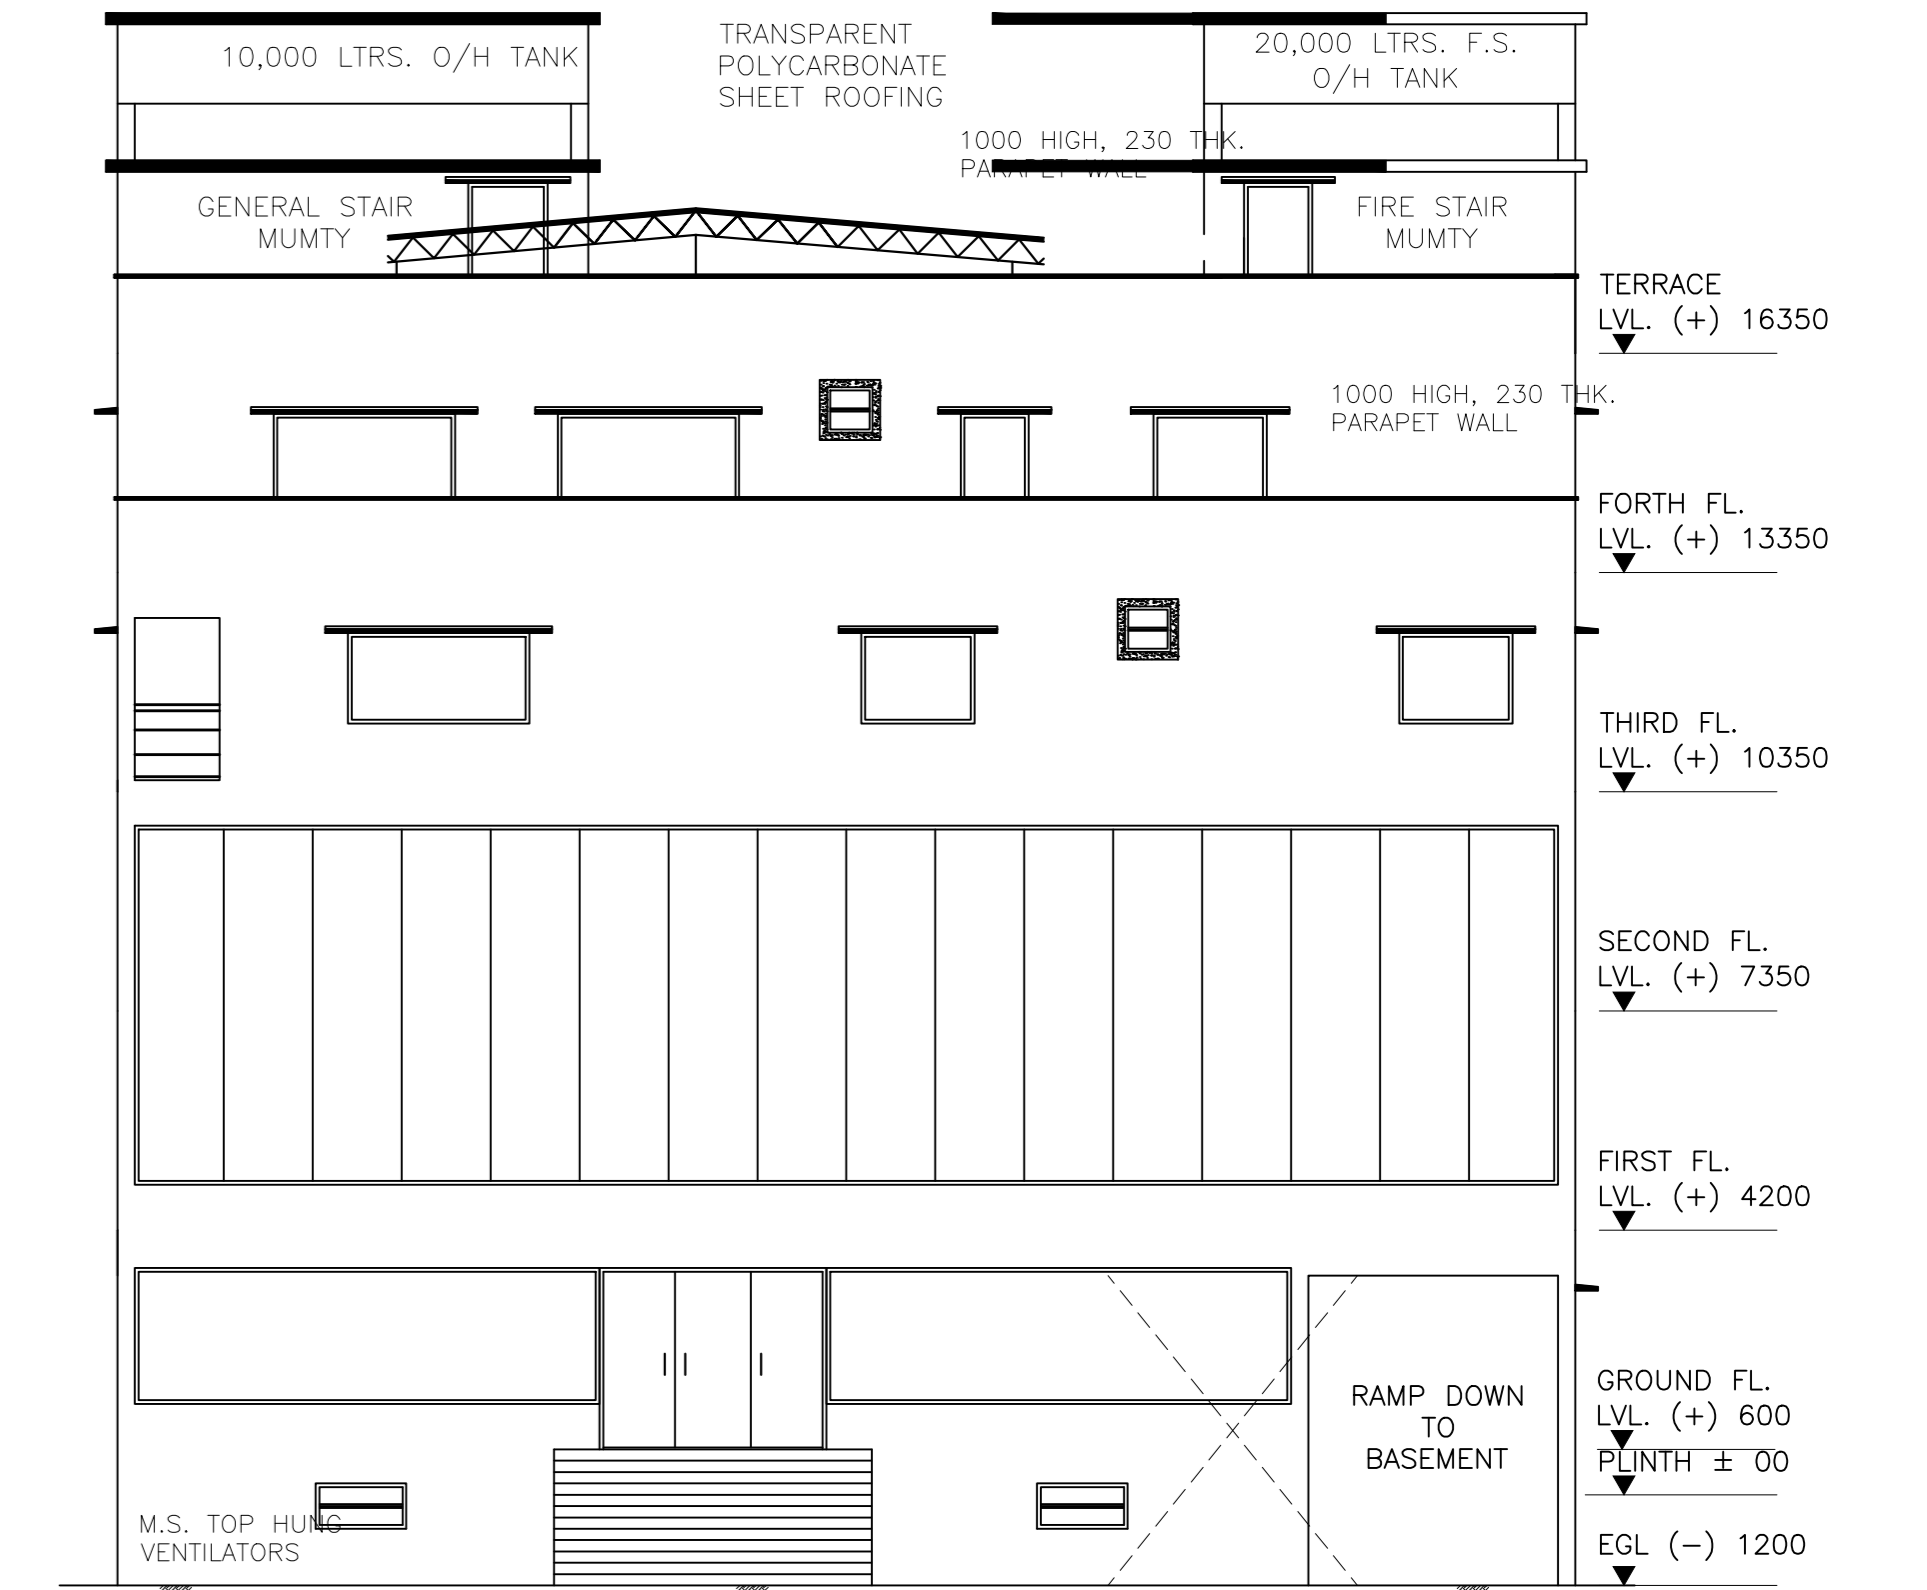 10,000 LTRS. O/H TANK
TRANSPARENT
POLYCARBONATE
SHEET ROOFING
20,000 LTRS. F.S.
O/H TANK
1000 HIGH, 230 THK.
PARAPET WALL
GENERAL STAIR
MUMTY
FIRE STAIR
MUMTY
TERRACE
LVL. (+) 16350
1000 HIGH, 230 THK.
PARAPET WALL
FORTH FL.
LVL. (+) 13350
THIRD FL.
LVL. (+) 10350
SECOND FL.
LVL. (+) 7350
FIRST FL.
LVL. (+) 4200
RAMP DOWN
TO
BASEMENT
GROUND FL.
LVL. (+) 600
PLINTH ± 00
M.S. TOP HUNG
VENTILATORS
EGL (−) 1200